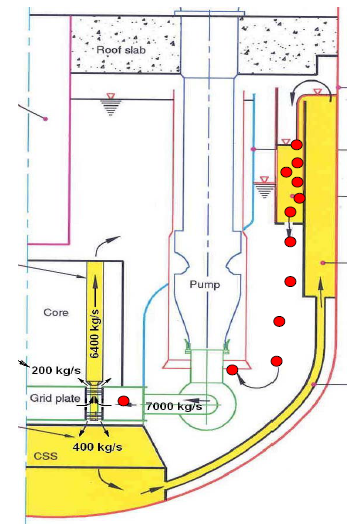 Roof slab
Pump
Core
6400 kg/s
200 kg/s
Grid plate
7000 kg/s
400 kg/s
CSS